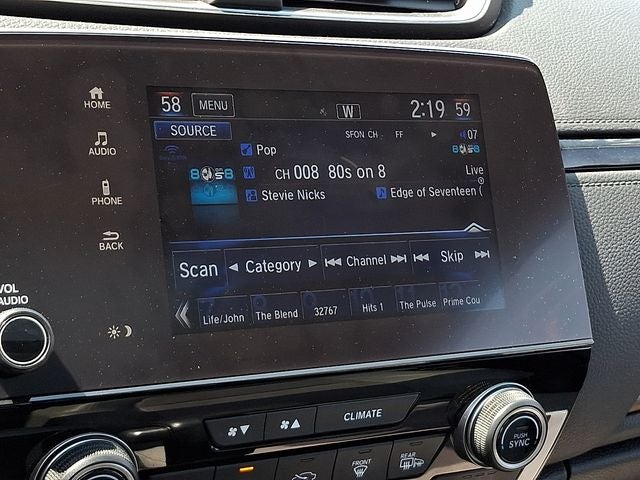 58 MENU W 2:19 59
SOURCE SFON CH FF 07
Pop
CH 008 80s on 8 Live
Stevie Nicks Edge of Seventeen (
Scan Category Channel Skip
Life/John The Blend 32767 Hits 1 The Pulse Prime Cou
HOME
AUDIO
PHONE
BACK
VOL
AUDIO
CLIMATE
PUSH
SYNC
FRONT
REAR